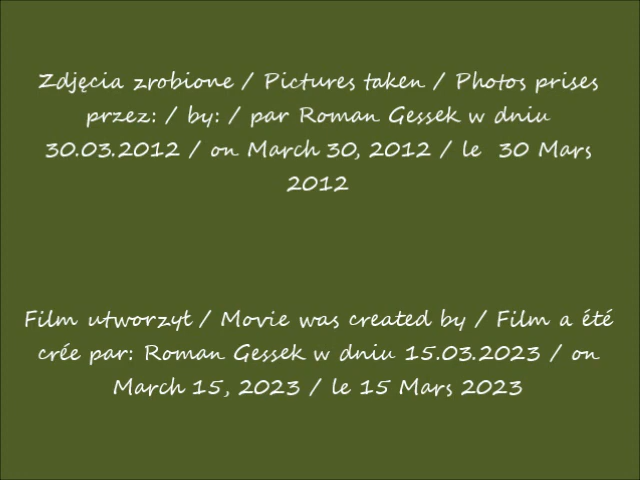 Zdjęcia zrobione / Pictures taken / Photos prises
przez: / by: / par Roman Gessek w dniu
30.03.2012 / on March 30, 2012 / le 30 Mars
2012
Film utworzył / Movie was created by / Film a été
crée par: Roman Gessek w dniu 15.03.2023 / on
March 15, 2023 / le 15 Mars 2023